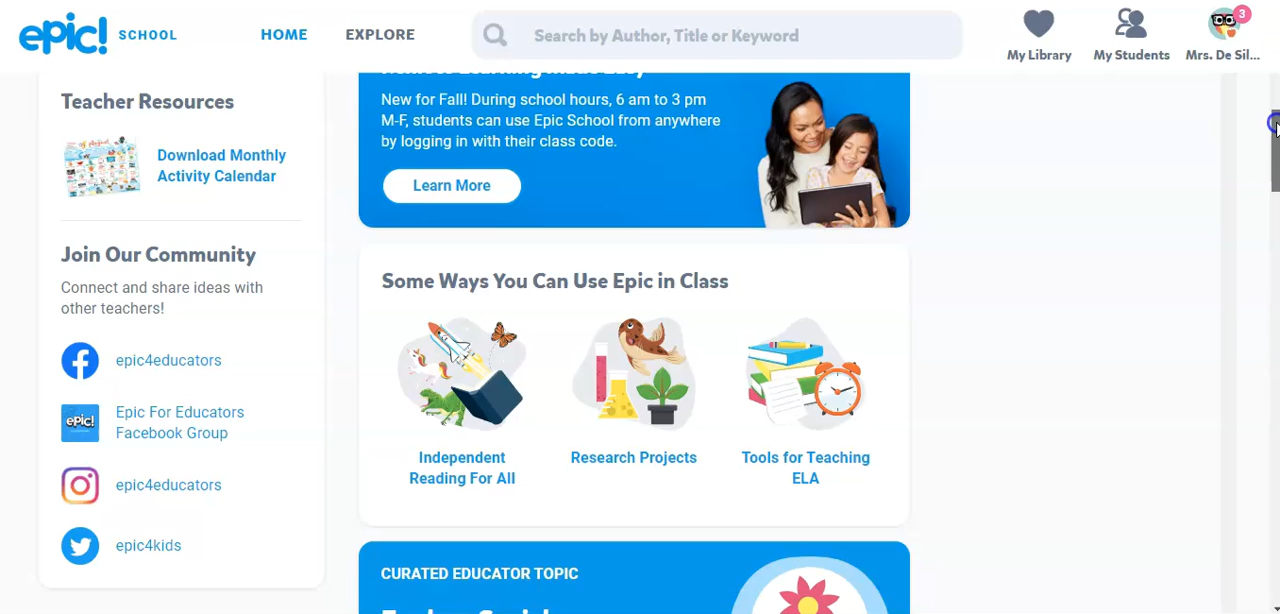 epic! SCHOOL
HOME
EXPLORE
Search by Author, Title or Keyword
My Library
My Students
3
Mrs. De Sil...
Teacher Resources
Download Monthly
Activity Calendar
Join Our Community
Connect and share ideas with
other teachers!
epic4educators
epic!
Epic For Educators
Facebook Group
epic4educators
epic4kids
New for Fall! During school hours, 6 am to 3 pm
M-F, students can use Epic School from anywhere
by logging in with their class code.
Learn More
Some Ways You Can Use Epic in Class
Independent
Reading For All
Research Projects
Tools for Teaching
ELA
CURATED EDUCATOR TOPIC